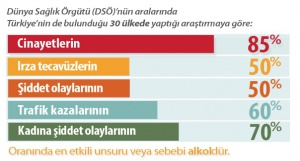 Dünya Sağlık Örgütü (DSÖ)'nün aralarında
Türkiye'nin de bulunduğu 30 ülkede yaptığı araştırmaya göre:
Cinayetlerin 85%
Irza tecavüzlerin 50%
Şiddet olaylarının 50%
Trafik kazalarının 60%
Kadına şiddet olaylarının 70%
Oranında en etkili unsuru veya sebebi alkoldür.